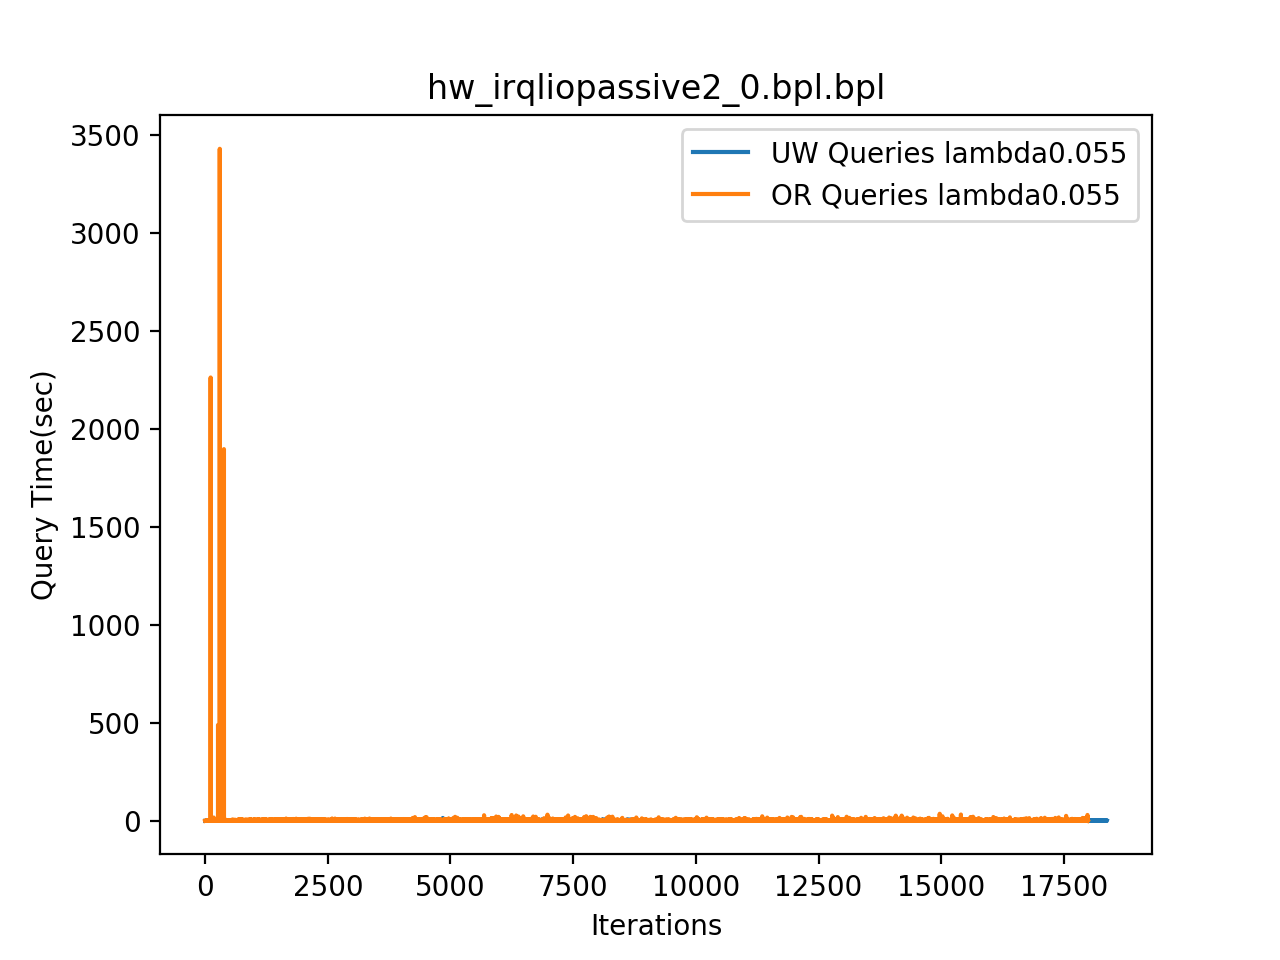 hw_irqliopassive2_0.bpl.bpl
UW Queries lambda0.055
OR Queries lambda0.055
Query Time(sec)
3500
3000
2500
2000
1500
1000
500
0
0 2500 5000 7500 10000 12500 15000 17500
Iterations